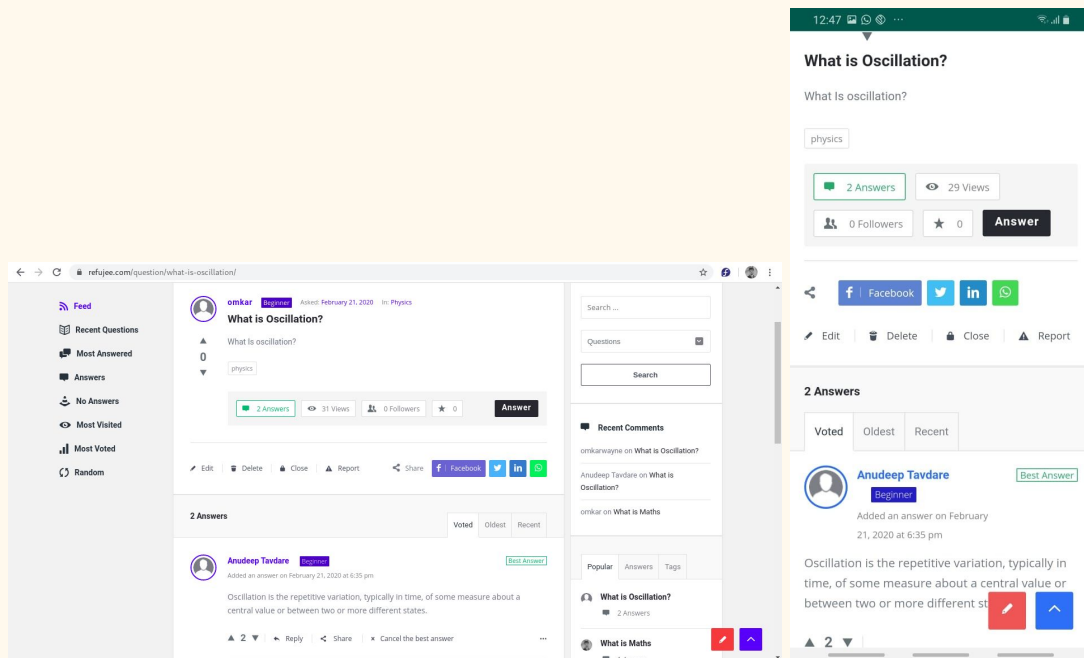 refujee.com/question/what-is-oscillation/
Feed
Recent Questions
Most Answered
Answers
No Answers
Most Visited
Most Voted
Random
omkar Beginner Asked: February 21, 2020 In: Physics
What is Oscillation?
What Is oscillation?
0
physics
2 Answers 31 Views 0 Followers 0 Answer
Edit Delete Close Report Share Facebook
2 Answers
Voted Oldest Recent
Anudeep Tavdare Beginner Best Answer
Added an answer on February 21, 2020 at 6:35 pm
Oscillation is the repetitive variation, typically in time, of some measure about a
central value or between two or more different states.
2 Reply Share Cancel the best answer
Search ...
Questions
Search
Recent Comments
omkarwayne on What is Oscillation?
Anudeep Tavdare on What is
Oscillation?
omkar on What is Maths
Popular Answers Tags
What is Oscillation?
2 Answers
What is Maths
12:47
What is Oscillation?
What Is oscillation?
physics
2 Answers 29 Views
0 Followers 0 Answer
Facebook
Edit Delete Close Report
2 Answers
Voted Oldest Recent
Anudeep Tavdare Best Answer
Beginner
Added an answer on February
21, 2020 at 6:35 pm
Oscillation is the repetitive variation, typically in
time, of some measure about a central value or
between two or more different st
2